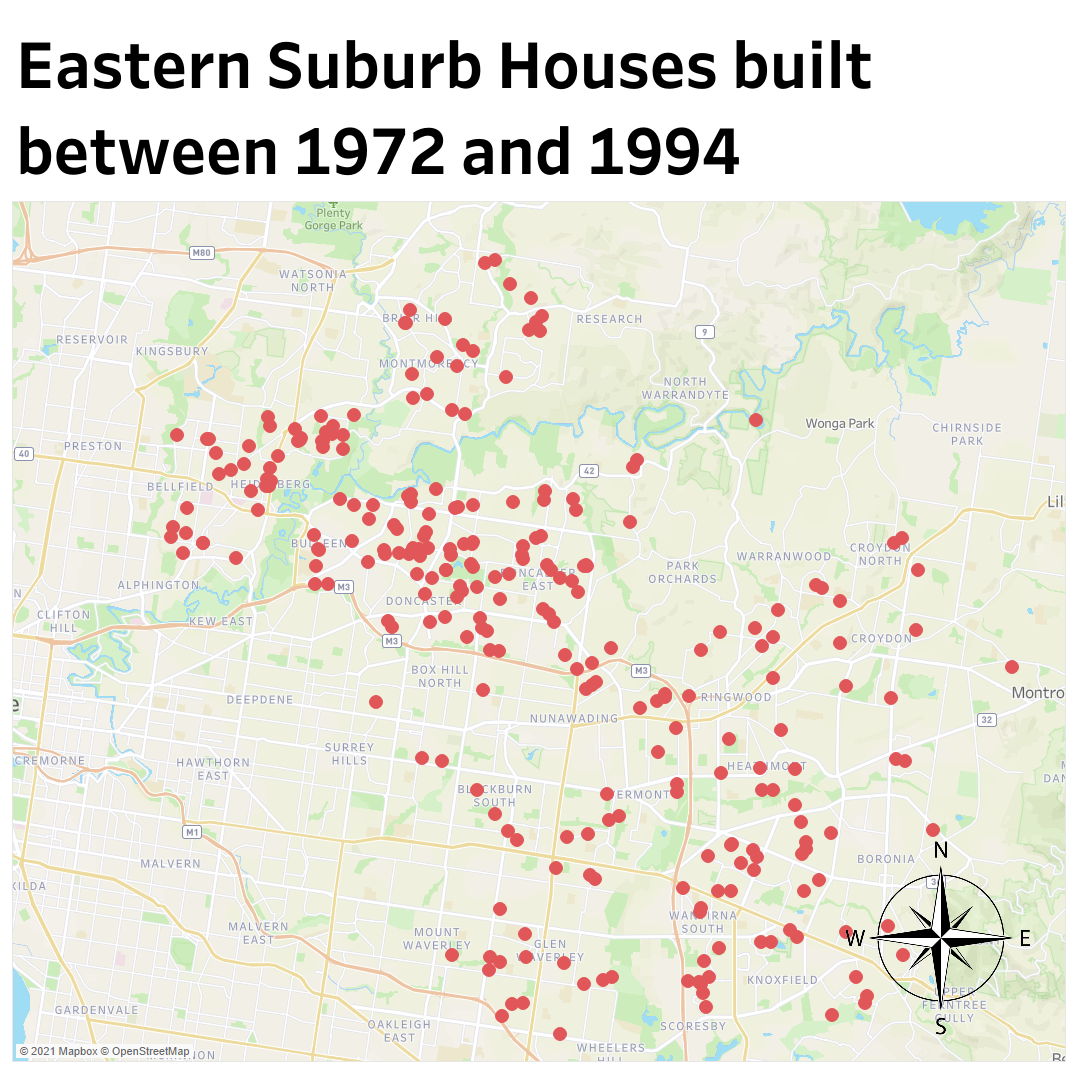 Eastern Suburb Houses built
between 1972 and 1994
Plenty
Gorge Park
M80
WATSONIA
NORTH
RESEARCH
9
RESERVOIR
KINGSBURY
MONTMORENCY
NORTH
WARRANDYTE
Wonga Park
CHIRNSIDE
PARK
PRESTON
40
42
BELLFIELD
HEIDELBERG
Lil
BULLEEN
CROYDON
NORTH
WARRANWOOD
PARK
ORCHARDS
DONCASTER
EAST
ALPHINGTON
M3
N
DONCASTER
CLIFTON
HILL
KEW EAST
M3
CROYDON
BOX HILL
NORTH
M3
RINGWOOD
Montro
DEEPDENE
e
NUNAWADING
32
SURREY
HILLS
CREMORNE
HAWTHORN
EAST
HEATHMONT
DAN
BLACKBURN
SOUTH
VERMONT
M1
N
MALVERN
BORONIA
KILDA
WANTIRNA
SOUTH
MALVERN
EAST
MOUNT
WAVERLEY
GLEN
WAVERLEY
W
E
KNOXFIELD
UPPER
FERNTREE
GULLY
GARDENVALE
OAKLEIGH
EAST
SCORESBY
S
© 2021 Mapbox © OpenStreetMap
WHEELERS
HILL